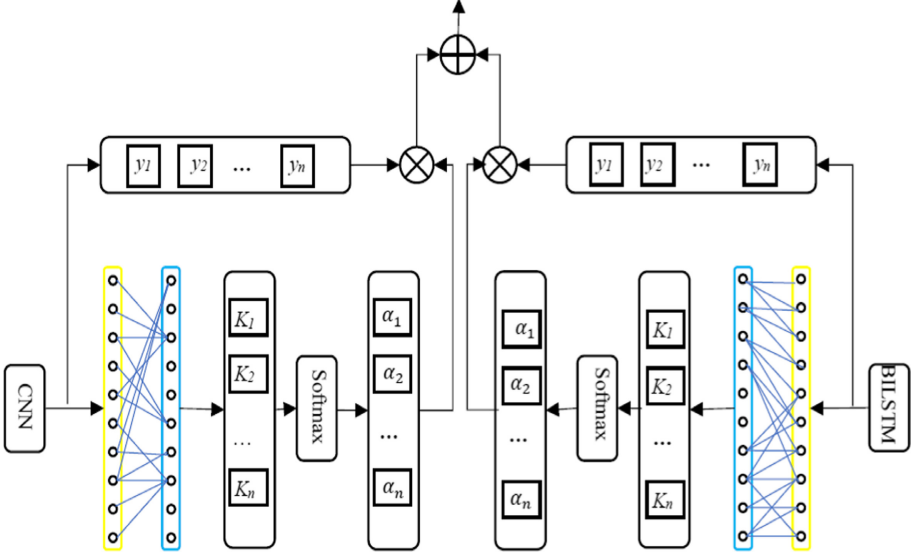 y1 y2 ... yn
y1 y2 ... yn
CNN
K1
K2
...
Kn
Softmax
α1
α2
...
αn
α1
α2
...
αn
Softmax
K1
K2
...
Kn
BILSTM